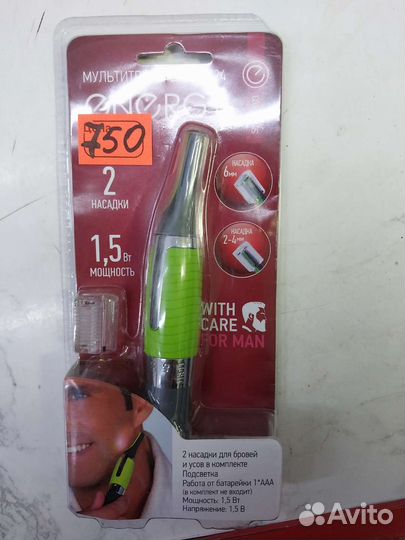 МУЛЬТИТ
ENERG
750
2
НАСАДКИ
1,5 Вт
МОЩНОСТЬ
НАСАДКА
6мм
НАСАДКА
2-4мм
WITH
CARE
FOR MAN
2 насадки для бровей
и усов в комплекте
Подсветка
Работа от батарейки 1*ААА
(в комплект не входит)
Мощность: 1,5 Вт
Напряжение: 1,5 В
Avito